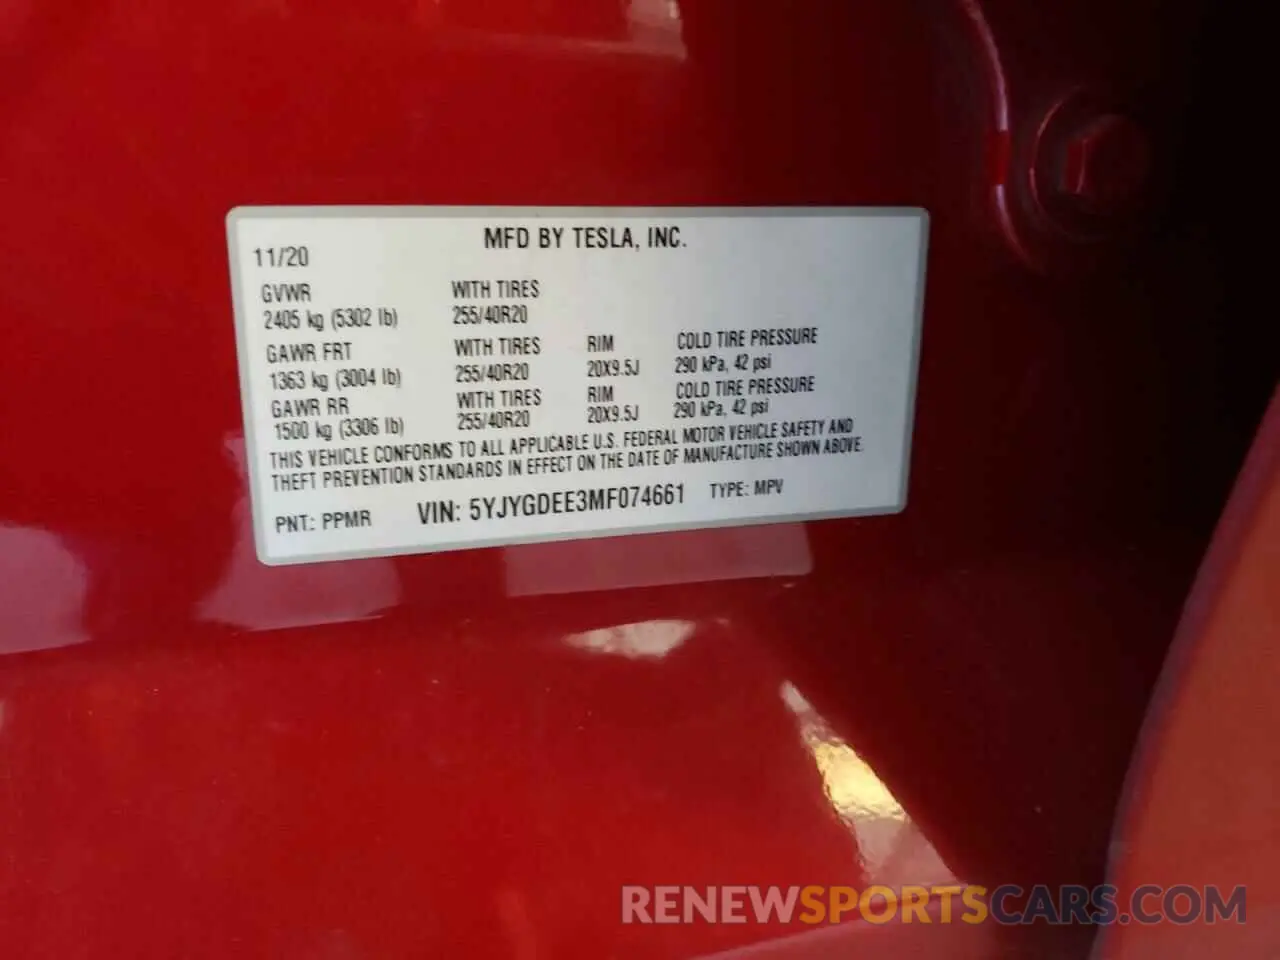 MFD BY TESLA, INC.
11/20
GVWR WITH TIRES
2405 kg (5302 lb) 255/40R20
GAWR FRT WITH TIRES RIM COLD TIRE PRESSURE
1363 kg (3004 lb) 255/40R20 20X9.5J 290 kPa, 42 psi
GAWR RR WITH TIRES RIM COLD TIRE PRESSURE
1500 kg (3306 lb) 255/40R20 20X9.5J 290 kPa, 42 psi
THIS VEHICLE CONFORMS TO ALL APPLICABLE U.S. FEDERAL MOTOR VEHICLE SAFETY AND
THEFT PREVENTION STANDARDS IN EFFECT ON THE DATE OF MANUFACTURE SHOWN ABOVE.
PNT: PPMR VIN: 5YJYGDEE3MF074661 TYPE: MPV
RENEWSPORTSCARS.COM